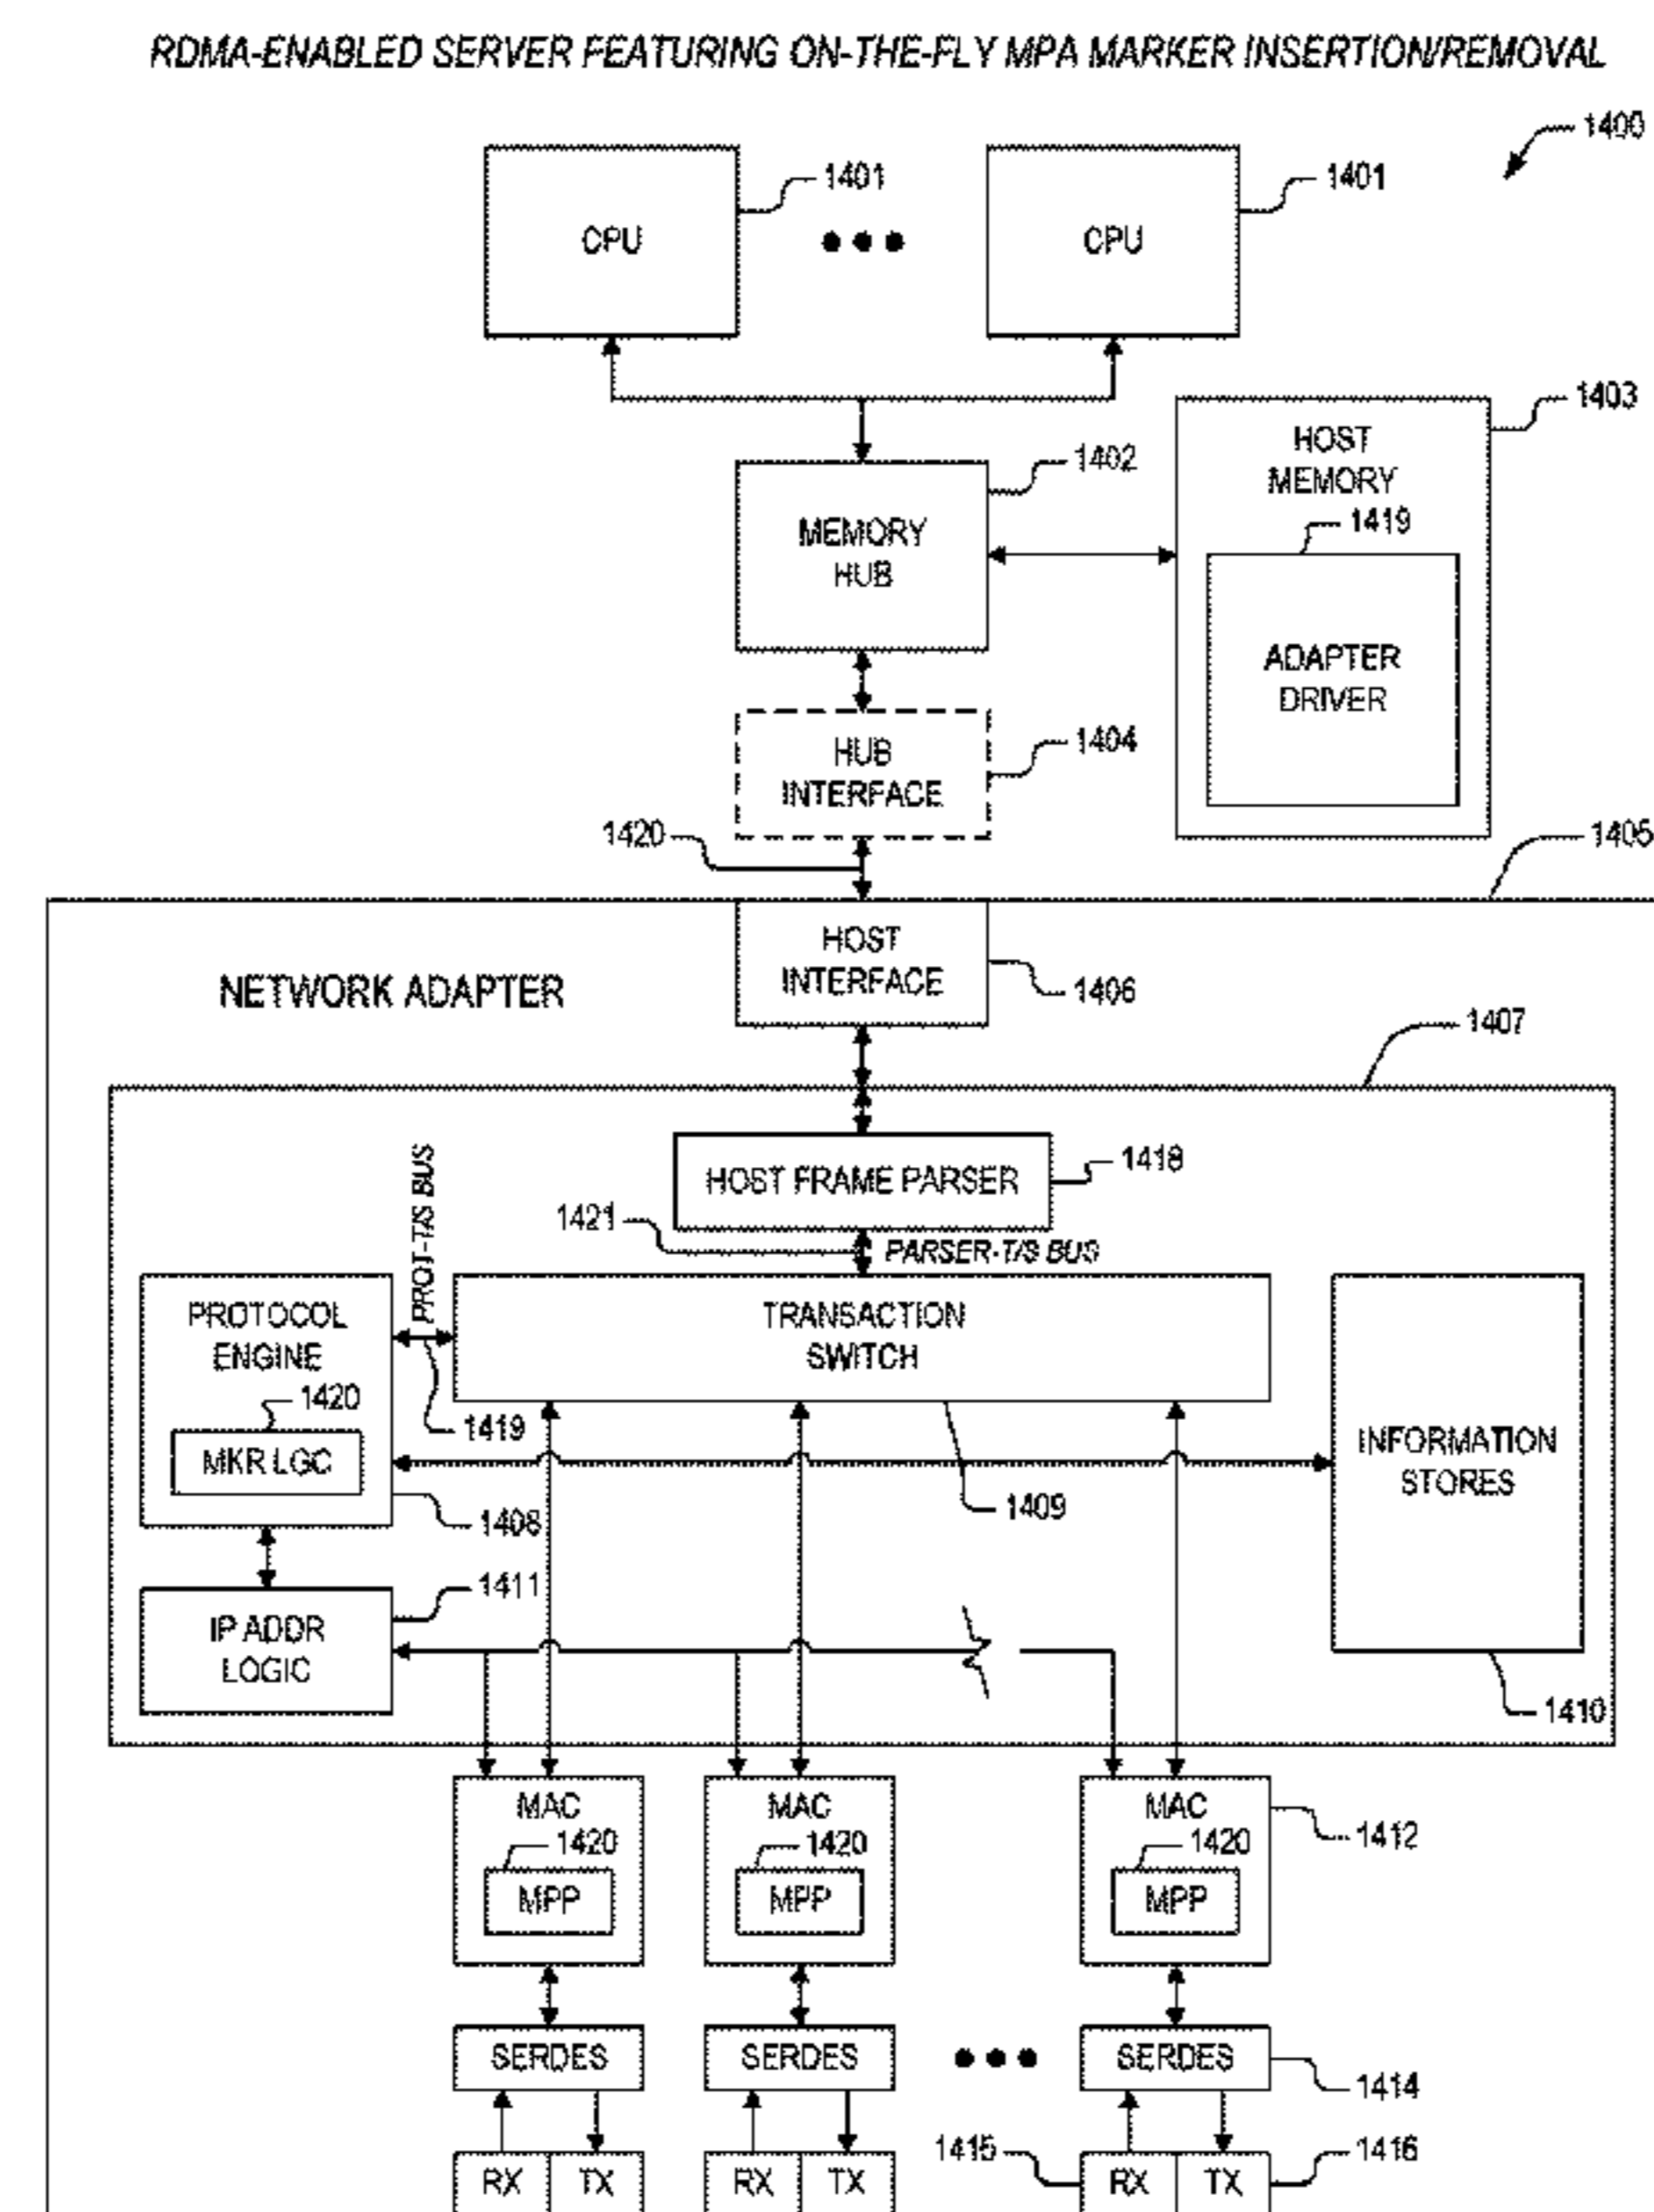 RDMA-ENABLED SERVER FEATURING ON-THE-FLY MPA MARKER INSERTION/REMOVAL
1400
1401
1401
CPU
CPU
1403
1402
HOST
MEMORY
1419
MEMORY
HUB
ADAPTER
DRIVER
1404
HUB
INTERFACE
1420
1405
HOST
INTERFACE
NETWORK ADAPTER
1406
1407
HOST FRAME PARSER
1418
PROT-T/S BUS
1421
PARSER-T/S BUS
PROTOCOL
ENGINE
TRANSACTION
SWITCH
1420
1419
MKR LGC
INFORMATION
STORES
1409
1408
1411
IP ADDR
LOGIC
1410
MAC
MAC
MAC
1420
1420
1420
1412
MPP
MPP
MPP
SERDES
SERDES
SERDES
1414
1415
1416
RX
TX
RX
TX
RX
TX